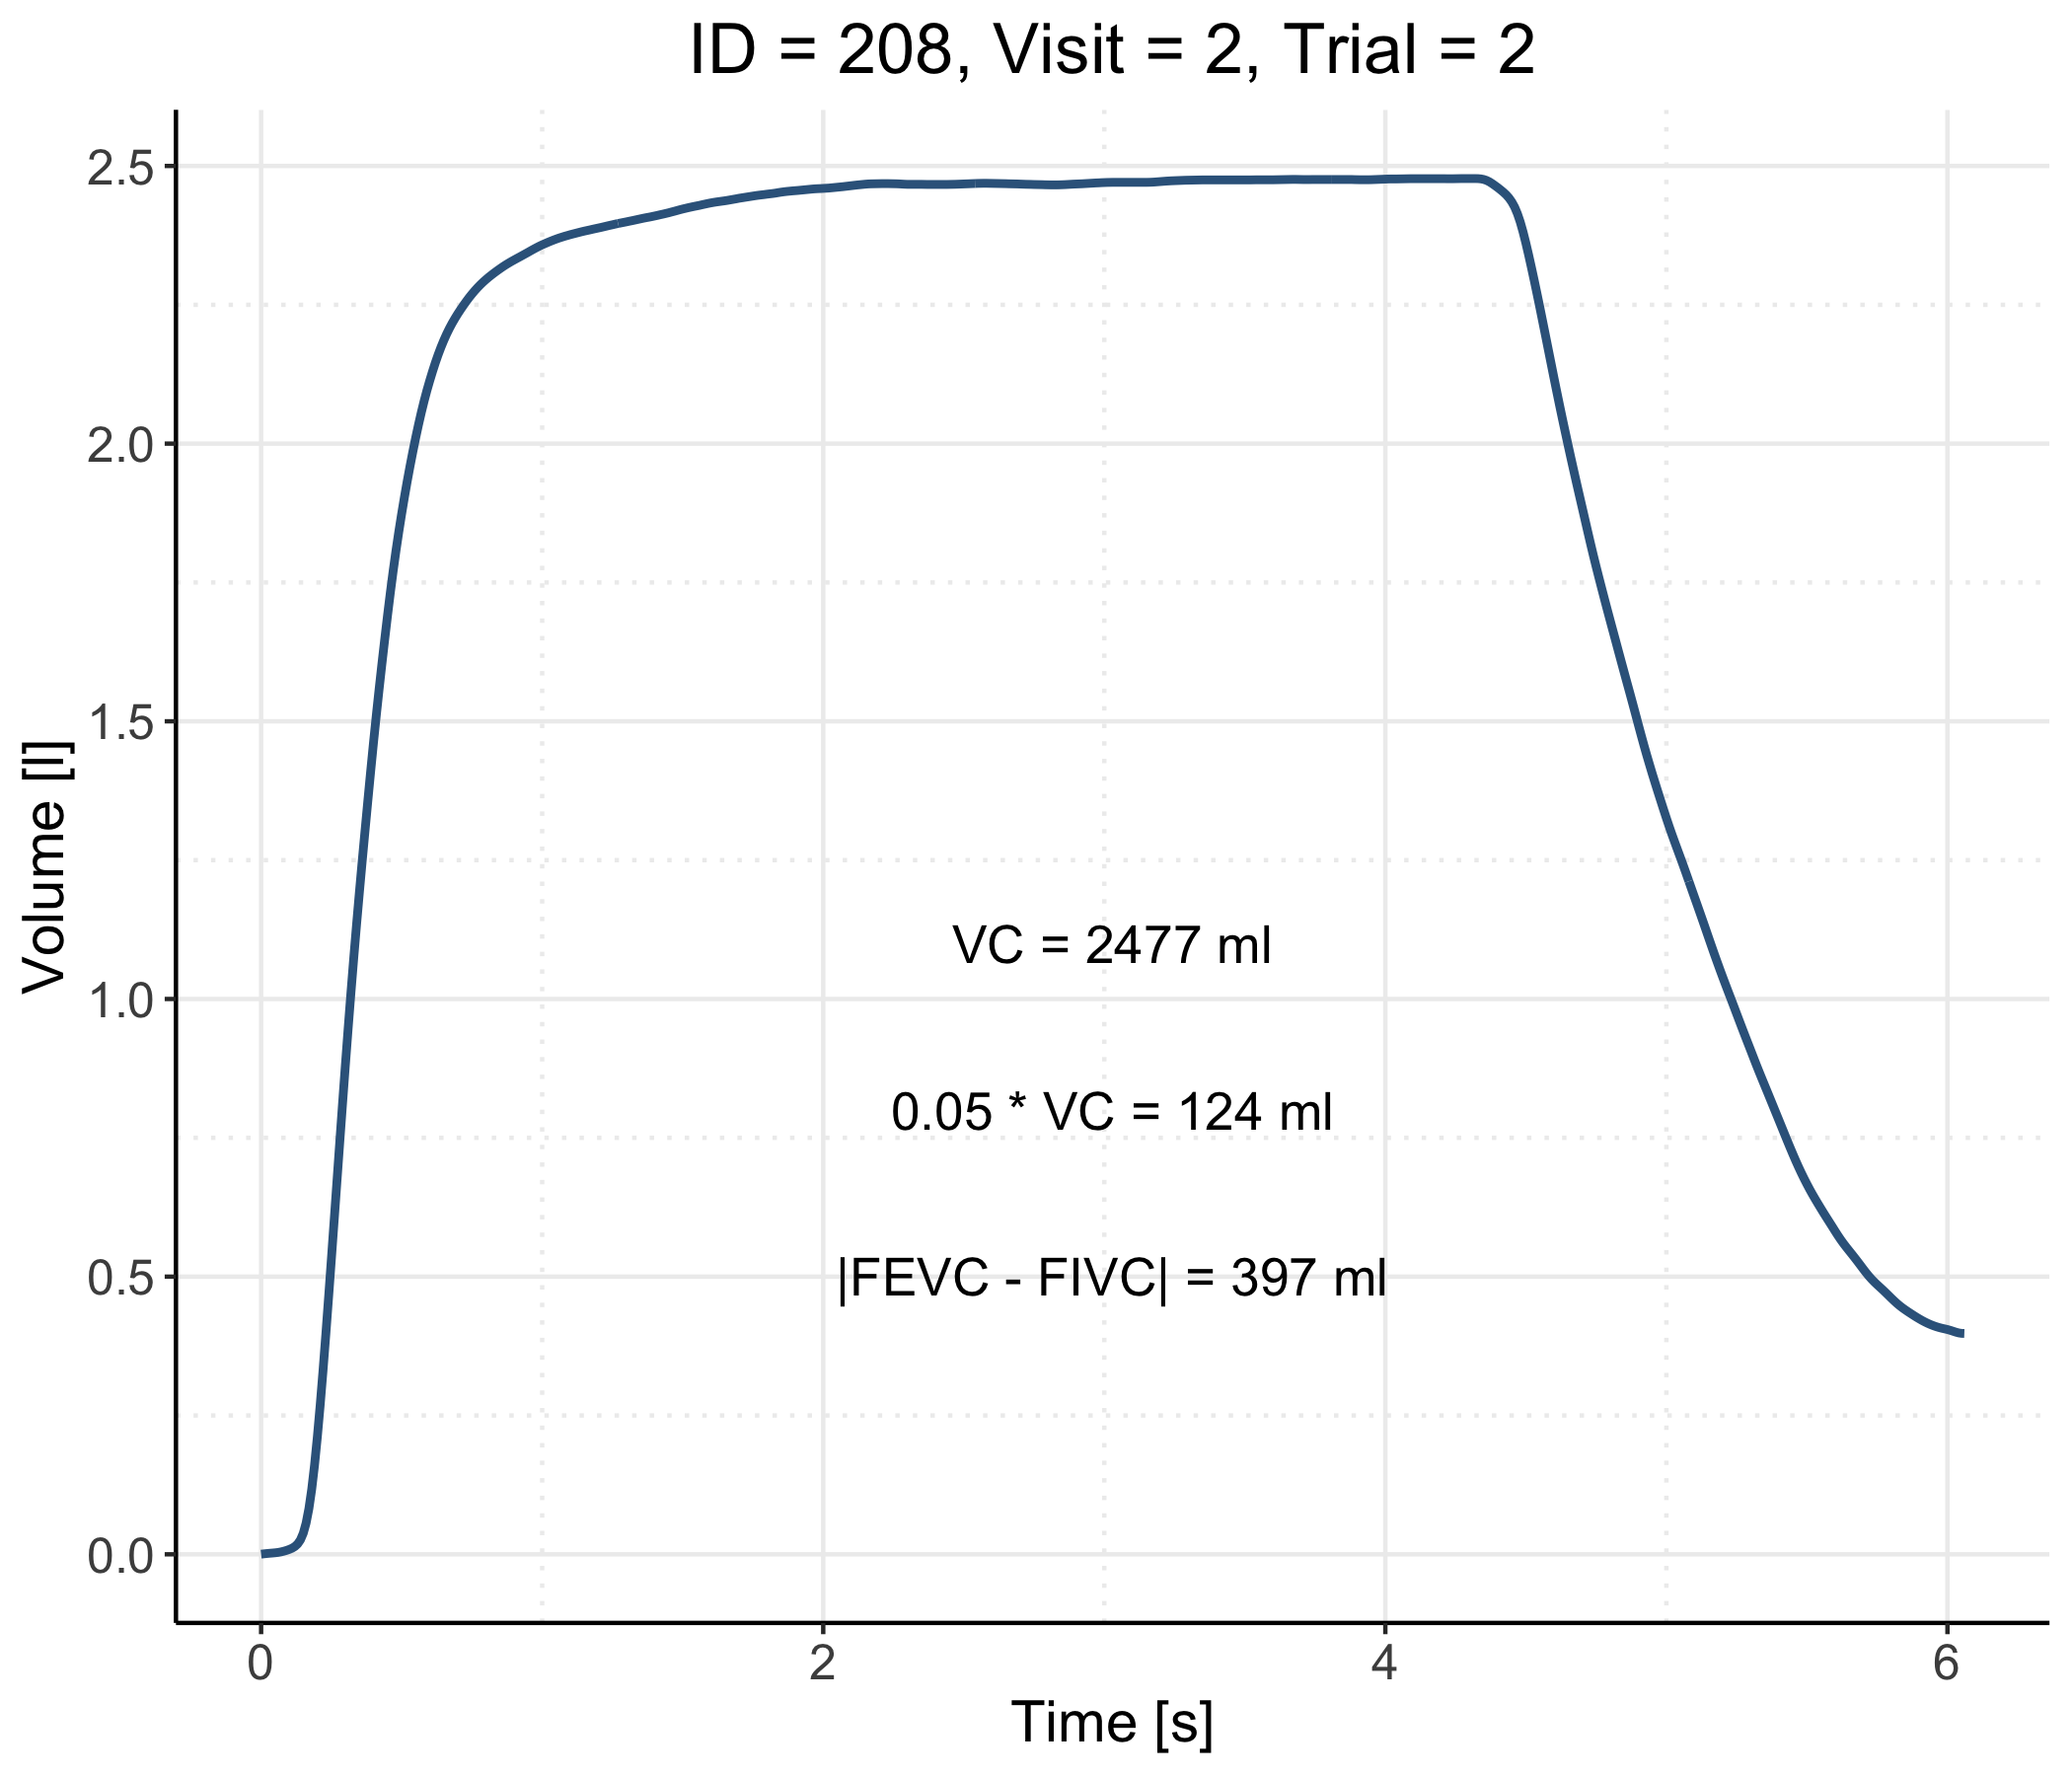 ID = 208, Visit = 2, Trial = 2
2.5
2.0
1.5
1.0
0.5
0.0
Volume [l]
VC = 2477 ml
0.05 * VC = 124 ml
|FEVC - FIVC| = 397 ml
0 2 4 6
Time [s]